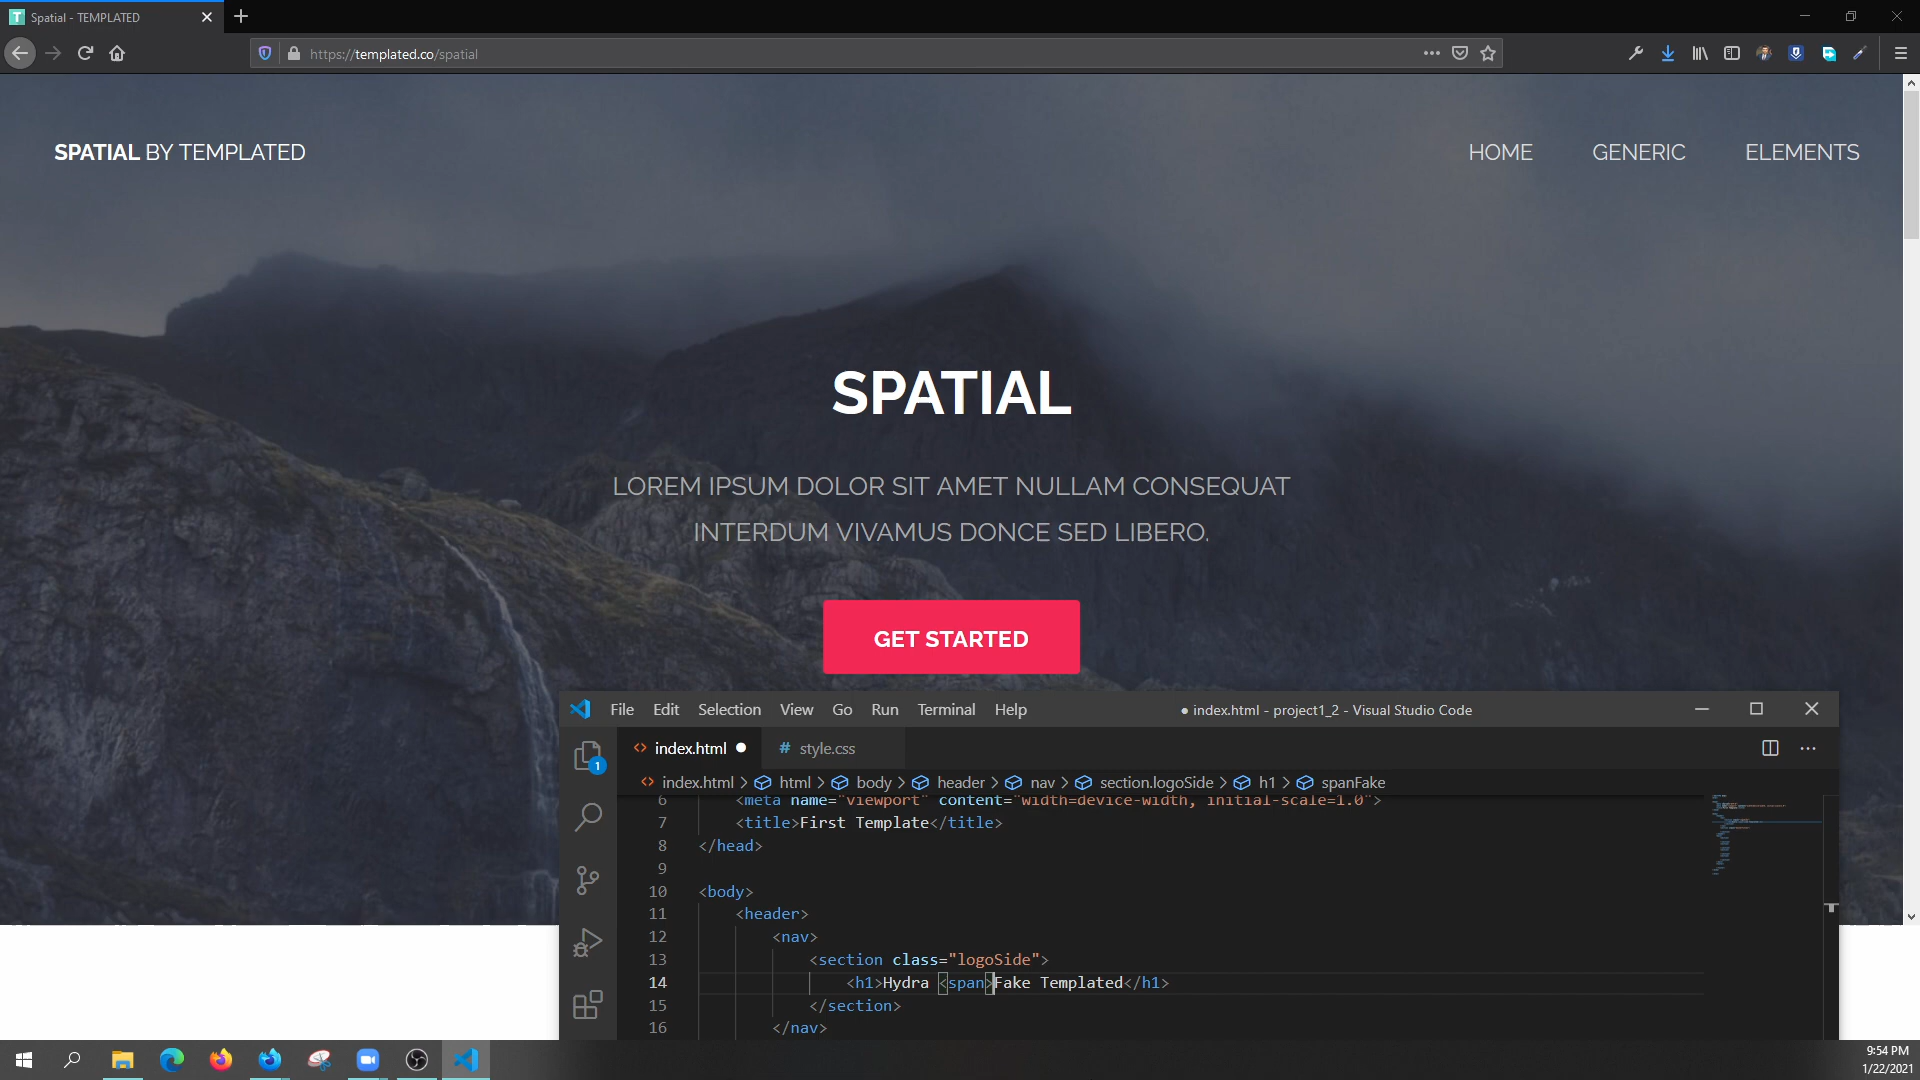 Spatial - TEMPLATED
https://templated.co/spatial
SPATIAL BY TEMPLATED
HOME GENERIC ELEMENTS
SPATIAL
LOREM IPSUM DOLOR SIT AMET NULLAM CONSEQUAT
INTERDUM VIVAMUS DONCE SED LIBERO.
GET STARTED
File Edit Selection View Go Run Terminal Help ● index.html - project1_2 - Visual Studio Code
index.html ● # style.css
1
index.html > html > body > header > nav > section.logoSide > h1 > spanFake
6 <meta name="viewport" content="width=device-width, initial-scale=1.0">
7 <title>First Template</title>
8 </head>
9
10 <body>
11 <header>
12 <nav>
13 <section class="logoSide">
14 <h1>Hydra <span>Fake Templated</h1>
15 </section>
16 </nav>
9:54 PM
1/22/2021